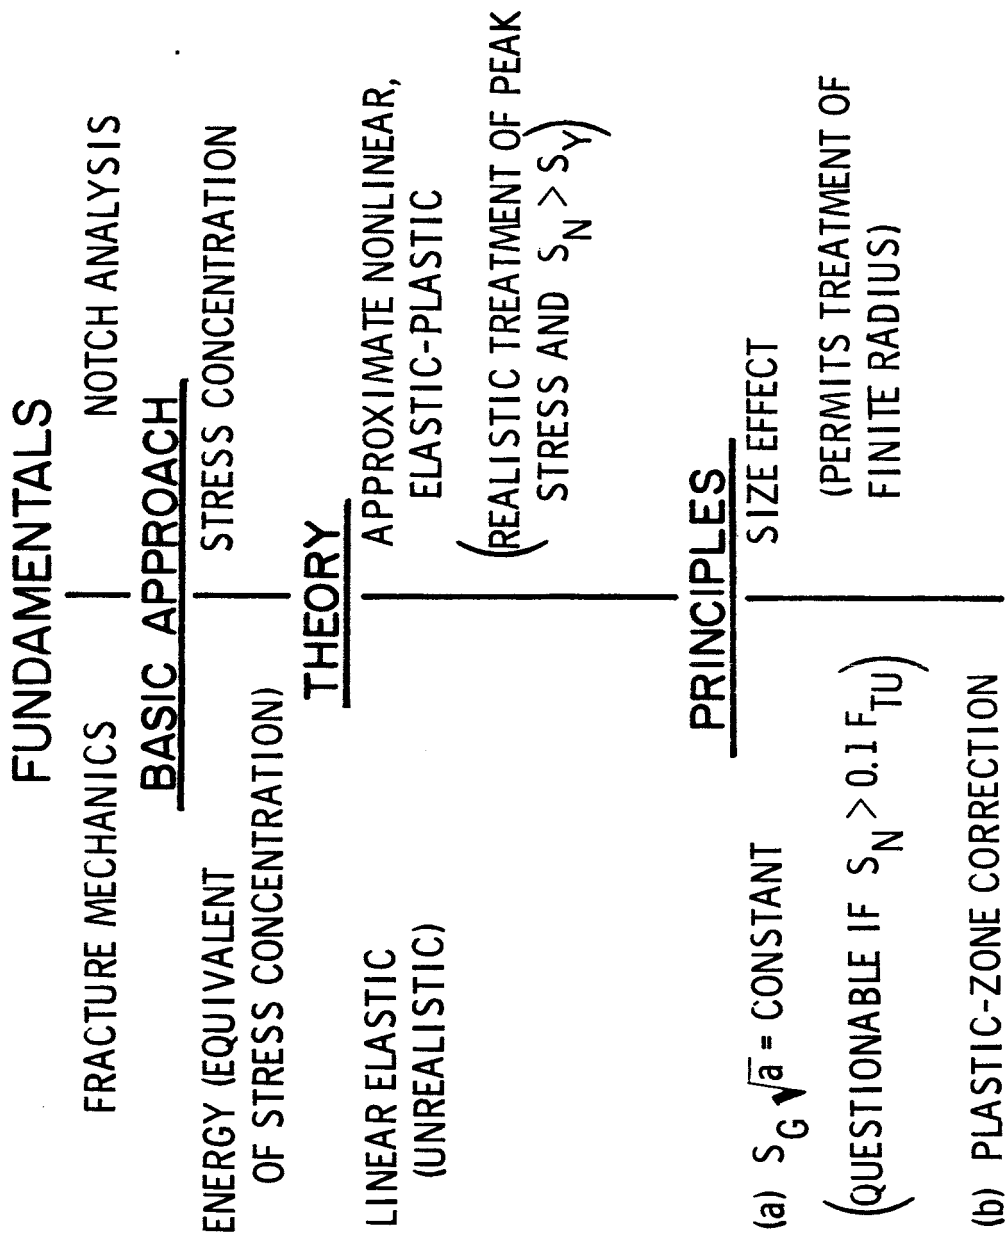 FUNDAMENTALS
FRACTURE MECHANICS
NOTCH ANALYSIS
BASIC APPROACH
ENERGY (EQUIVALENT
OF STRESS CONCENTRATION)
STRESS CONCENTRATION
THEORY
LINEAR ELASTIC
(UNREALISTIC)
APPROXIMATE NONLINEAR,
ELASTIC-PLASTIC
(REALISTIC TREATMENT OF PEAK
STRESS AND S_N > S_Y)
PRINCIPLES
(a) S_G √a = CONSTANT
(QUESTIONABLE IF S_N > 0.1 F_TU)
(b) PLASTIC-ZONE CORRECTION
SIZE EFFECT
(PERMITS TREATMENT OF
FINITE RADIUS)